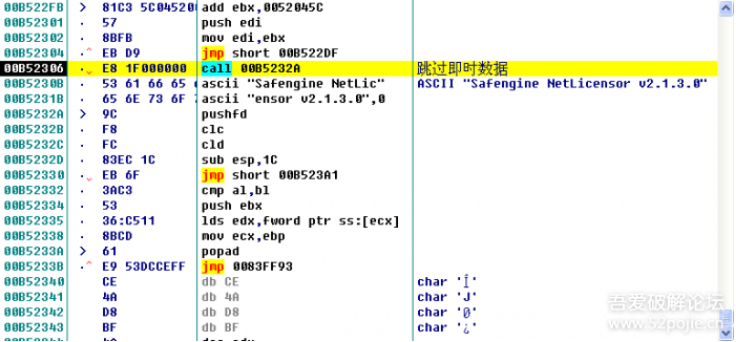 00B522FB > 81C3 5C045200 add ebx,0052045C
00B52301 . 57 push edi
00B52302 . 8BFB mov edi,ebx
00B52304 .^ EB D9 jmp short 00B522DF
00B52306 .ˇ E8 1F000000 call 00B5232A 跳过即时数据
00B5230B . 53 61 66 65 ascii "Safengine NetLic" ASCII "Safengine NetLicensor v2.1.3.0"
00B5231B . 65 6E 73 6F ascii "ensor v2.1.3.0",0
00B5232A > 9C pushfd
00B5232B . F8 clc
00B5232C . FC cld
00B5232D . 83EC 1C sub esp,1C
00B52330 .ˇ EB 6F jmp short 00B523A1
00B52332 . 3AC3 cmp al,bl
00B52334 . 53 push ebx
00B52335 . 36:C511 lds edx,fword ptr ss:[ecx]
00B52338 . 8BCD mov ecx,ebp
00B5233A > 61 popad
00B5233B .^ E9 53DCCEFF jmp 0083FF93
00B52340 CE db CE char 'Î'
00B52341 4A db 4A char 'J'
00B52342 D8 db D8 char 'Ø'
00B52343 BF db BF char '¿'
吾爱破解论坛
www.52pojie.cn